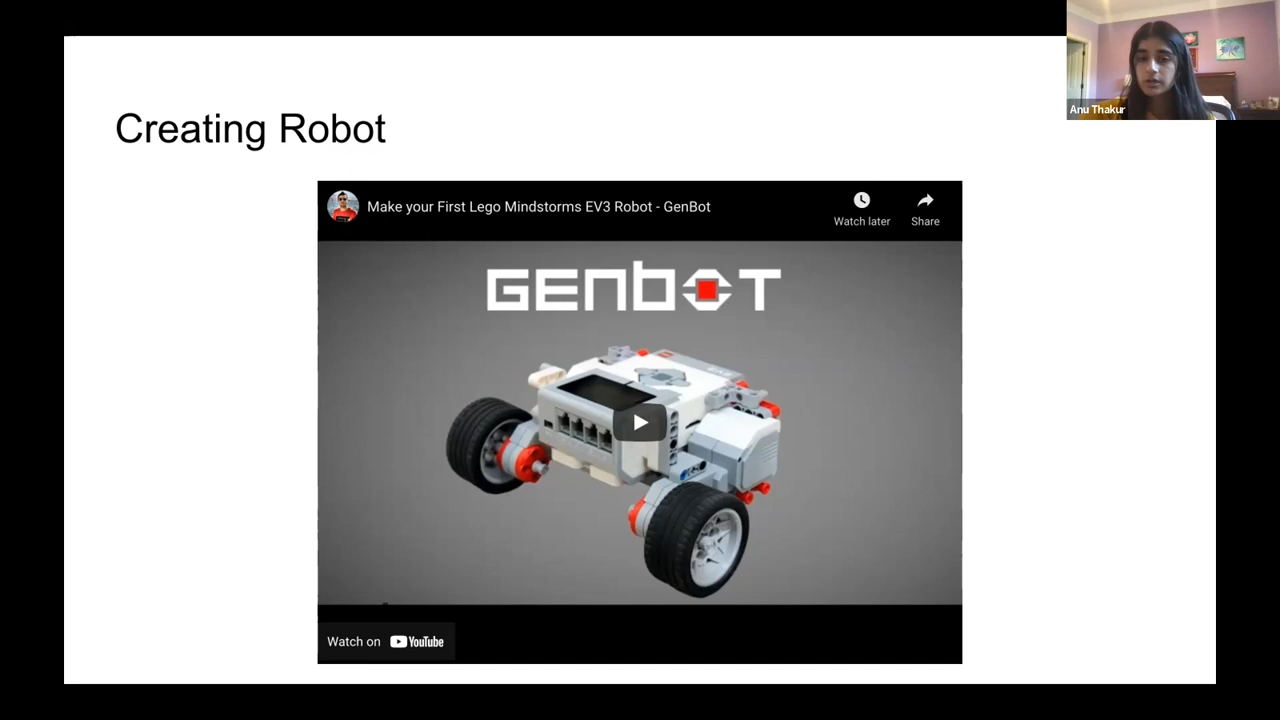 Anu Thakur
Creating Robot
Make your First Lego Mindstorms EV3 Robot - GenBot
Watch later
Share
GENBOT
EV3
Watch on YouTube